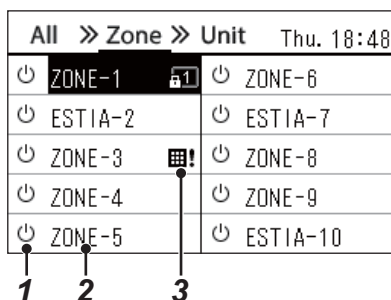 All >> Zone >> Unit Thu. 18:48
ZONE-1 1 ZONE-6
ESTIA-2 ESTIA-7
ZONE-3 ! ZONE-8
ZONE-4 ZONE-9
ZONE-5 ESTIA-10
1 2 3